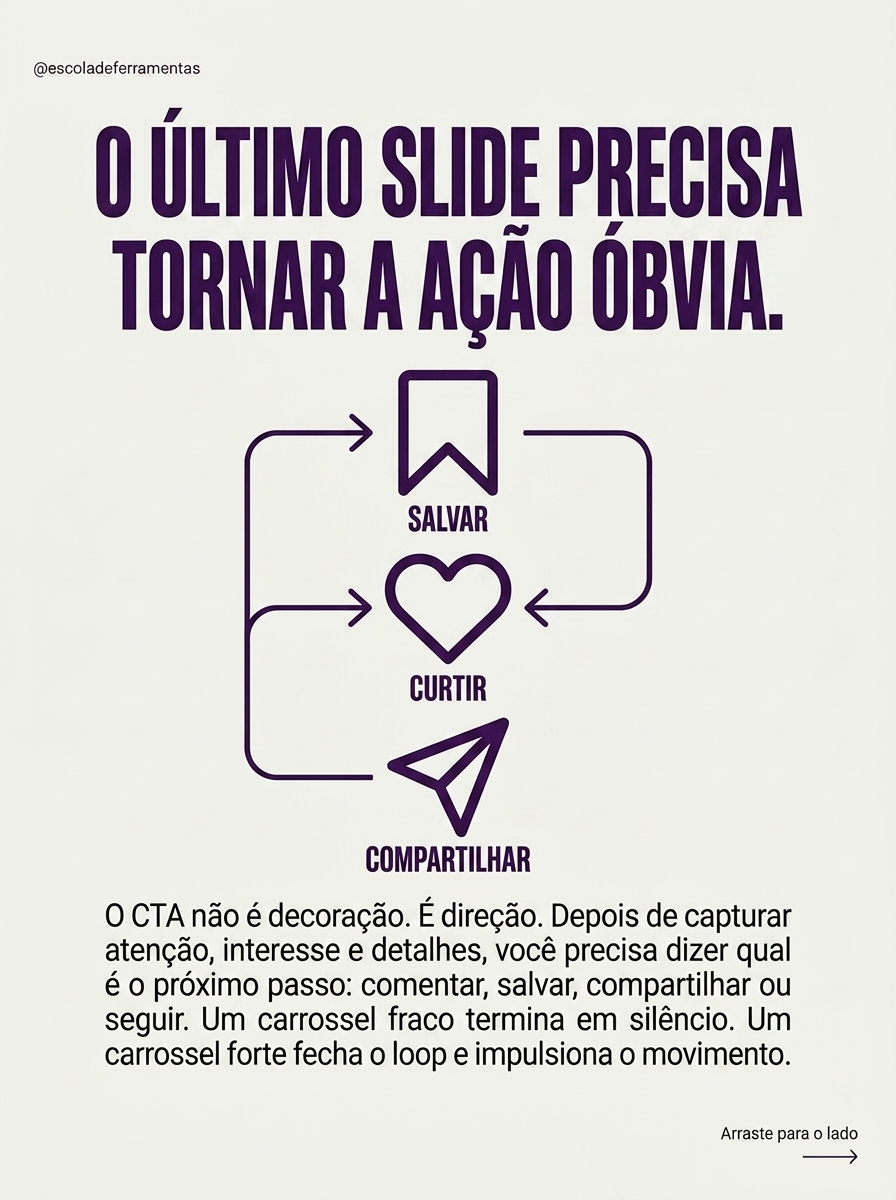 @escoladeferramentas
O ÚLTIMO SLIDE PRECISA
TORNAR A AÇÃO ÓBVIA.
SALVAR
CURTIR
COMPARTILHAR
O CTA não é decoração. É direção. Depois de capturar
atenção, interesse e detalhes, você precisa dizer qual
é o próximo passo: comentar, salvar, compartilhar ou
seguir. Um carrossel fraco termina em silêncio. Um
carrossel forte fecha o loop e impulsiona o movimento.
Arraste para o lado